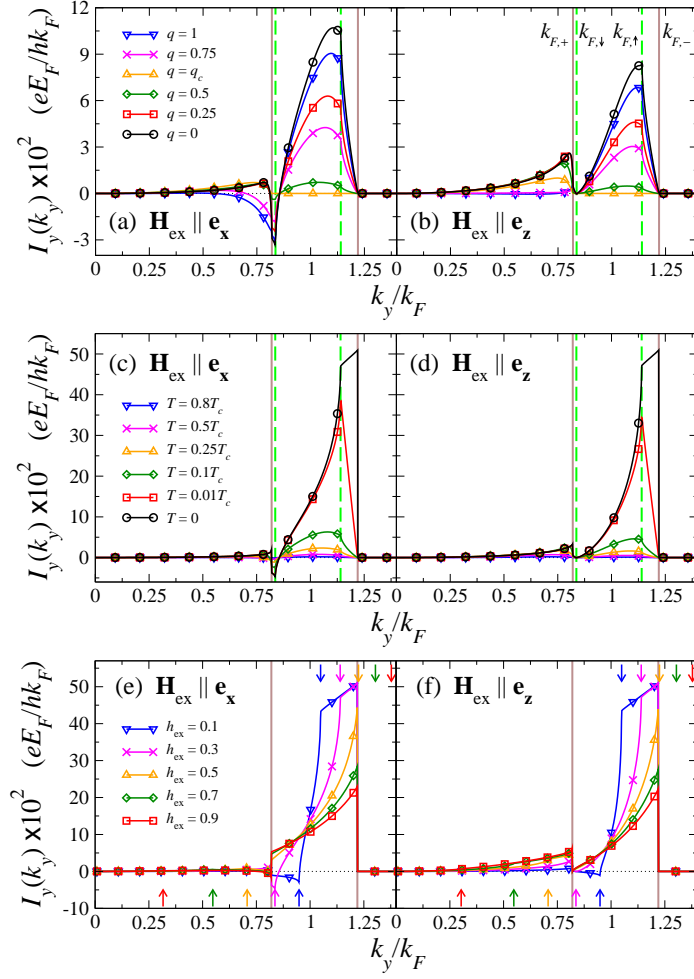 I_y(k_y) x10^2 (eE_F/hk_F)
12
9
6
3
0
-3
q = 1
q = 0.75
q = q_c
q = 0.5
q = 0.25
q = 0
(a) H_ex || e_x
k_{F,+} k_{F,↓} k_{F,↑} k_{F,-}
(b) H_ex || e_z
0 0.25 0.5 0.75 1 1.25 0 0.25 0.5 0.75 1 1.25
k_y/k_F k_y/k_F
I_y(k_y) x10^2 (eE_F/hk_F)
50
40
30
20
10
0
(c) H_ex || e_x
T = 0.8T_c
T = 0.5T_c
T = 0.25T_c
T = 0.1T_c
T = 0.01T_c
T = 0
(d) H_ex || e_z
0 0.25 0.5 0.75 1 1.25 0 0.25 0.5 0.75 1 1.25
k_y/k_F k_y/k_F
I_y(k_y) x10^2 (eE_F/hk_F)
50
40
30
20
10
0
-10
(e) H_ex || e_x
h_ex = 0.1
h_ex = 0.3
h_ex = 0.5
h_ex = 0.7
h_ex = 0.9
(f) H_ex || e_z
0 0.25 0.5 0.75 1 1.25 0 0.25 0.5 0.75 1 1.25
k_y/k_F k_y/k_F